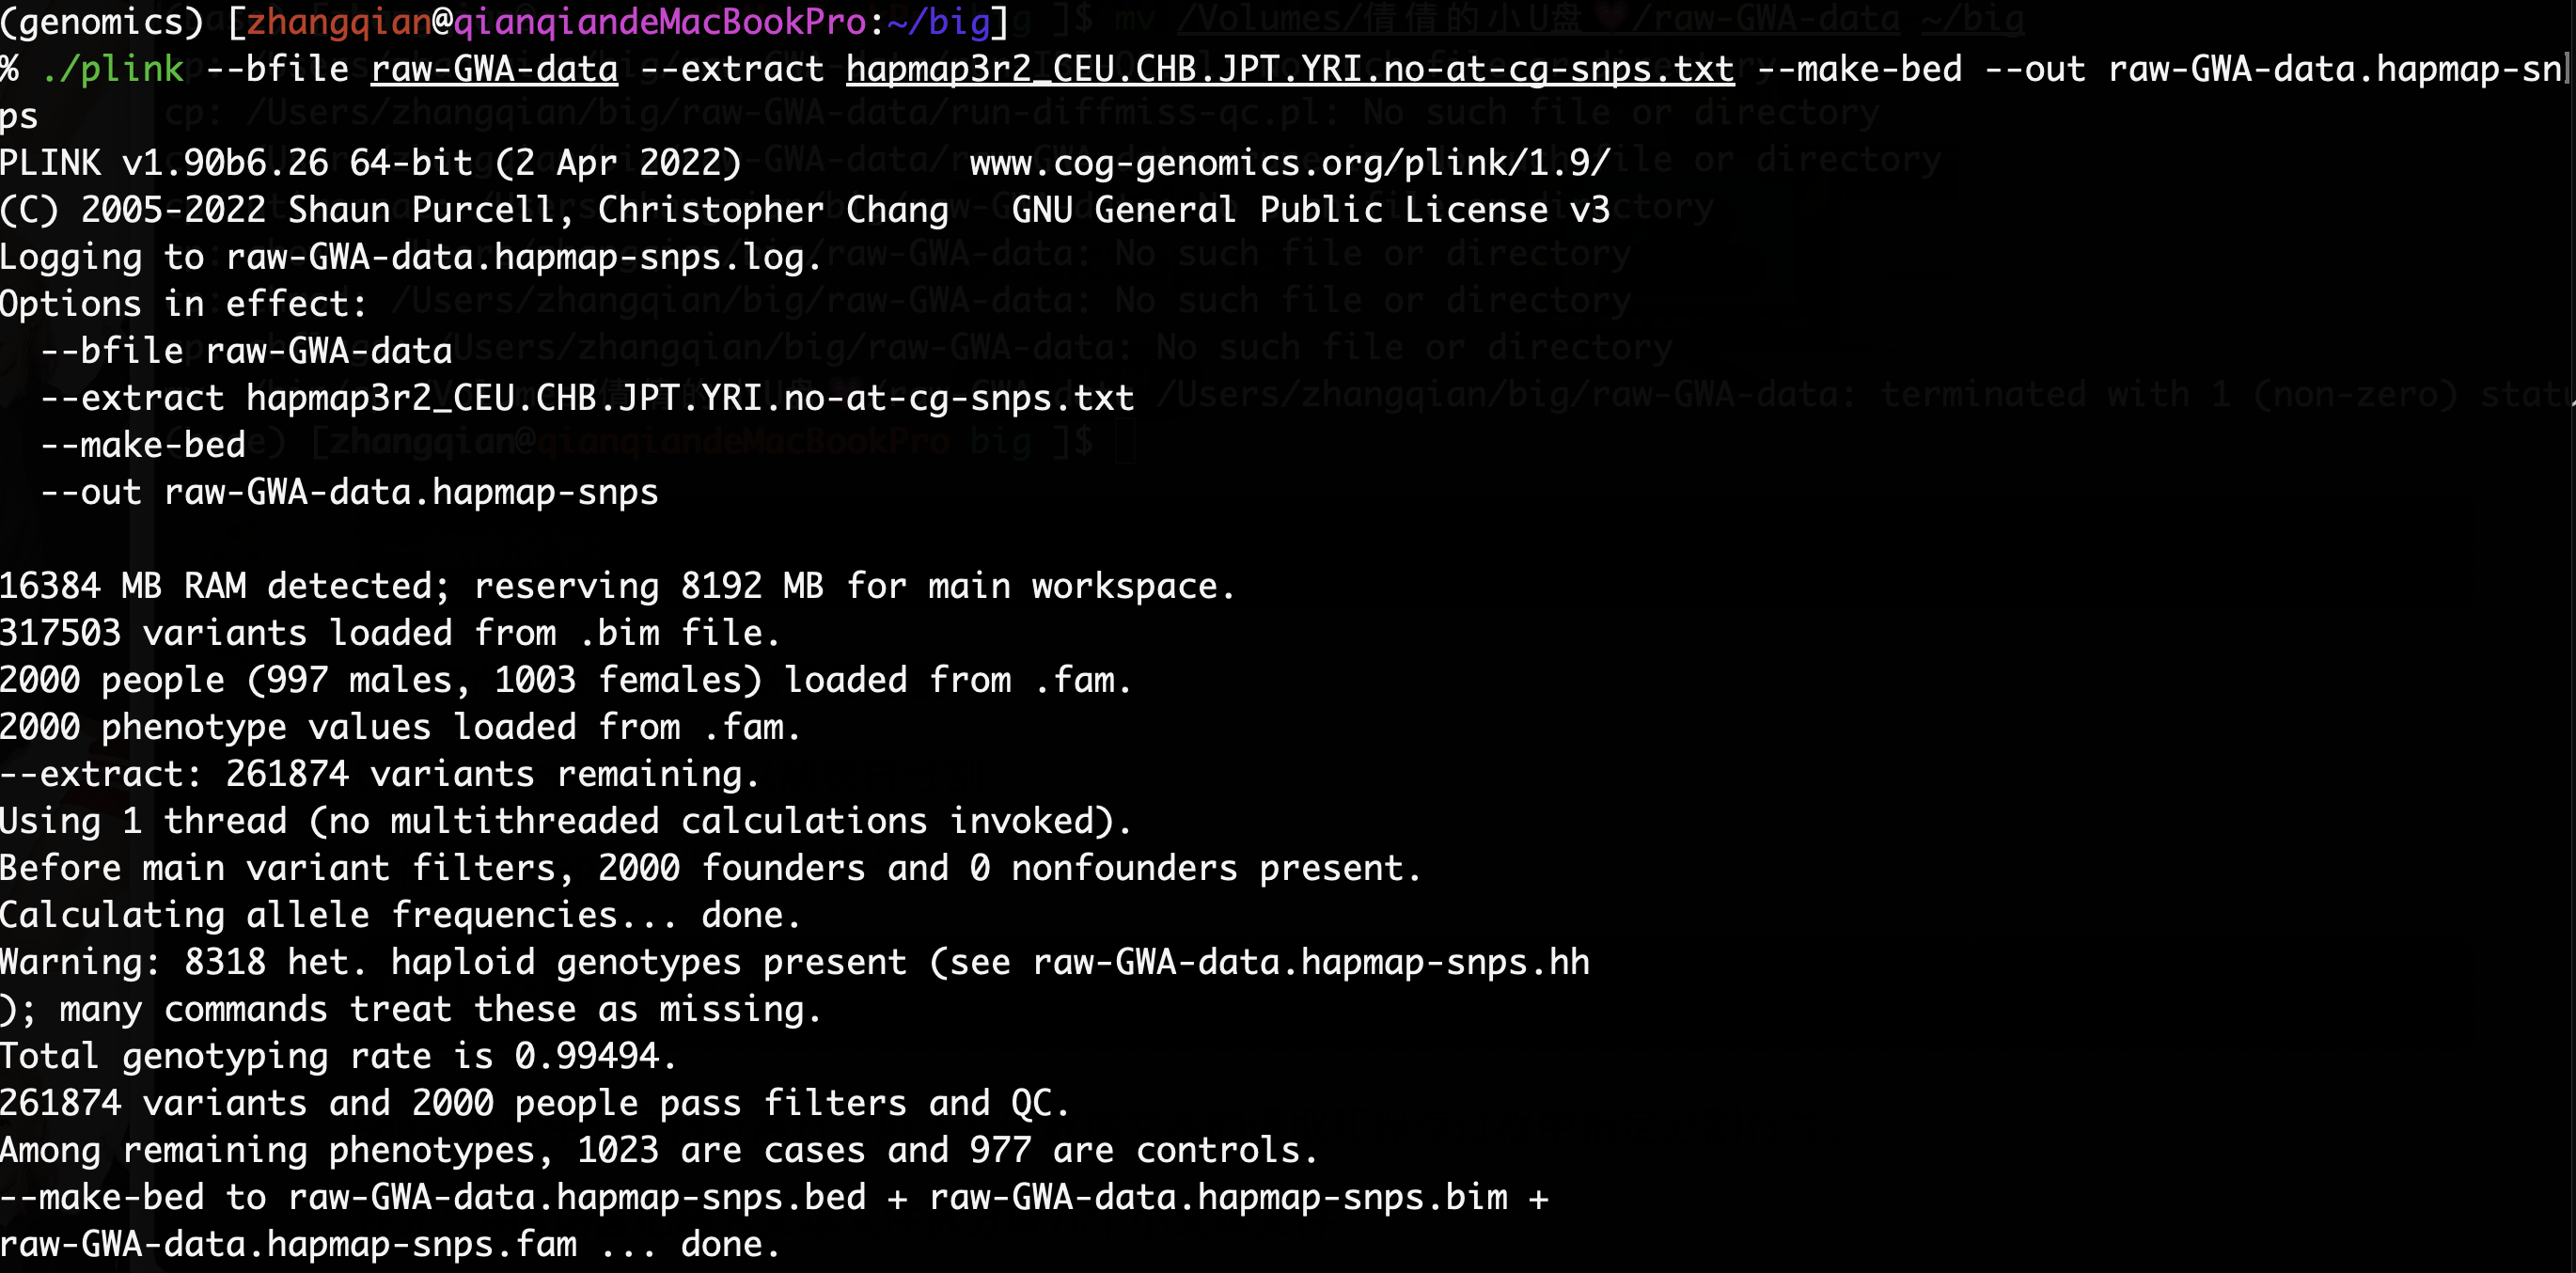 (genomics) [zhangqian@qianqiandeMacBookPro:~/big]
% ./plink --bfile raw-GWA-data --extract hapmap3r2_CEU.CHB.JPT.YRI.no-at-cg-snps.txt --make-bed --out raw-GWA-data.hapmap-sn
ps
PLINK v1.90b6.26 64-bit (2 Apr 2022)           www.cog-genomics.org/plink/1.9/
(C) 2005-2022 Shaun Purcell, Christopher Chang   GNU General Public License v3
Logging to raw-GWA-data.hapmap-snps.log.
Options in effect:
  --bfile raw-GWA-data
  --extract hapmap3r2_CEU.CHB.JPT.YRI.no-at-cg-snps.txt
  --make-bed
  --out raw-GWA-data.hapmap-snps

16384 MB RAM detected; reserving 8192 MB for main workspace.
317503 variants loaded from .bim file.
2000 people (997 males, 1003 females) loaded from .fam.
2000 phenotype values loaded from .fam.
--extract: 261874 variants remaining.
Using 1 thread (no multithreaded calculations invoked).
Before main variant filters, 2000 founders and 0 nonfounders present.
Calculating allele frequencies... done.
Warning: 8318 het. haploid genotypes present (see raw-GWA-data.hapmap-snps.hh
); many commands treat these as missing.
Total genotyping rate is 0.99494.
261874 variants and 2000 people pass filters and QC.
Among remaining phenotypes, 1023 are cases and 977 are controls.
--make-bed to raw-GWA-data.hapmap-snps.bed + raw-GWA-data.hapmap-snps.bim +
raw-GWA-data.hapmap-snps.fam ... done.